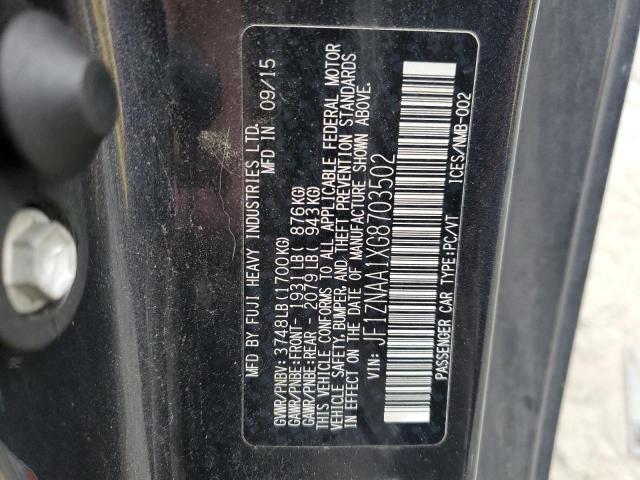 MFD BY FUJI HEAVY INDUSTRIES LTD. MFD IN 09/15
GVWR/PNBV: 3748LB(1700KG)
GAWR/PNBE:FRONT- 1931LB( 876KG)
GAWR/PNBE:REAR - 2079LB( 943KG)
THIS VEHICLE CONFORMS TO ALL APPLICABLE FEDERAL MOTOR
VEHICLE SAFETY, BUMPER, AND THEFT PREVENTION STANDARDS
IN EFFECT ON THE DATE OF MANUFACTURE SHOWN ABOVE.
VIN: JF1ZNAA1XG8703502
PASSENGER CAR TYPE:BC/VT ICES/NMB-002